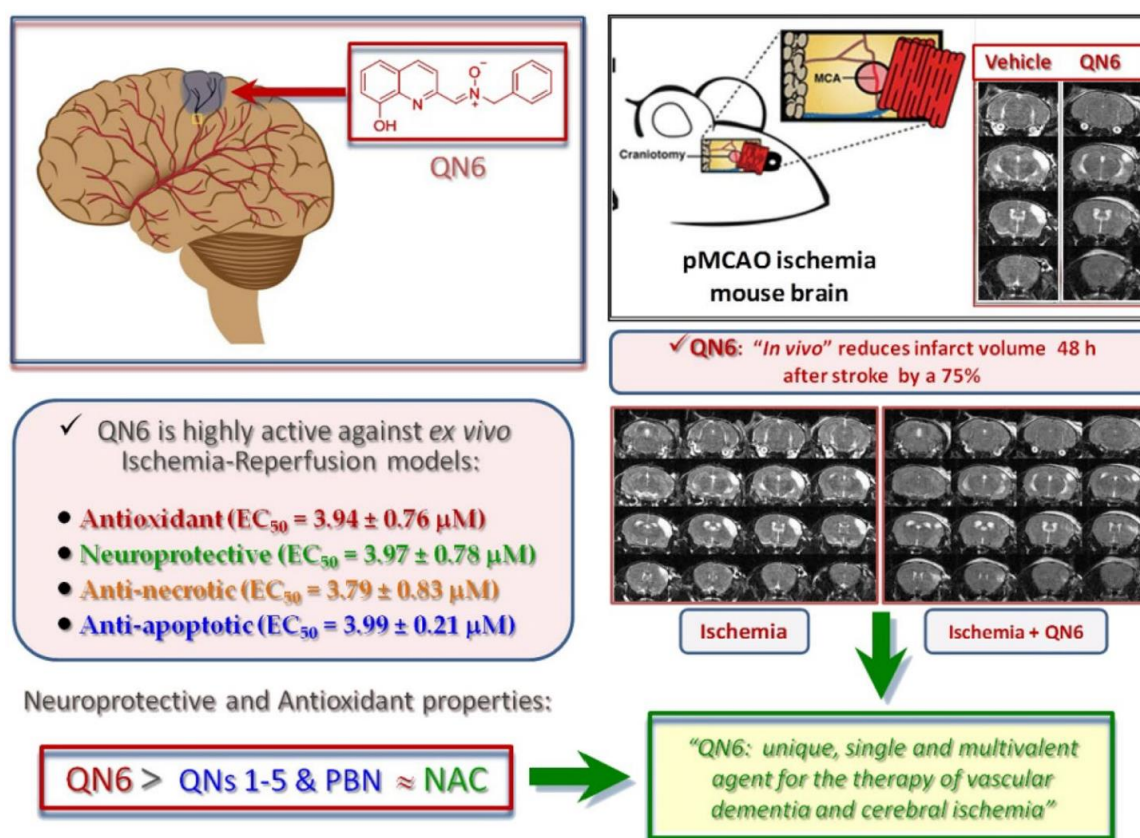 N
O⁻
N⁺
OH
QN6
MCA
Craniotomy
pMCAO ischemia
mouse brain
Vehicle QN6
✓ QN6: “In vivo” reduces infarct volume 48 h
after stroke by a 75%
✓ QN6 is highly active against ex vivo
Ischemia-Reperfusion models:
• Antioxidant (EC₅₀ = 3.94 ± 0.76 μM)
• Neuroprotective (EC₅₀ = 3.97 ± 0.78 μM)
• Anti-necrotic (EC₅₀ = 3.79 ± 0.83 μM)
• Anti-apoptotic (EC₅₀ = 3.99 ± 0.21 μM)
Ischemia
Ischemia + QN6
Neuroprotective and Antioxidant properties:
QN6 > QNs 1-5 & PBN ≈ NAC
“QN6: unique, single and multivalent
agent for the therapy of vascular
dementia and cerebral ischemia”